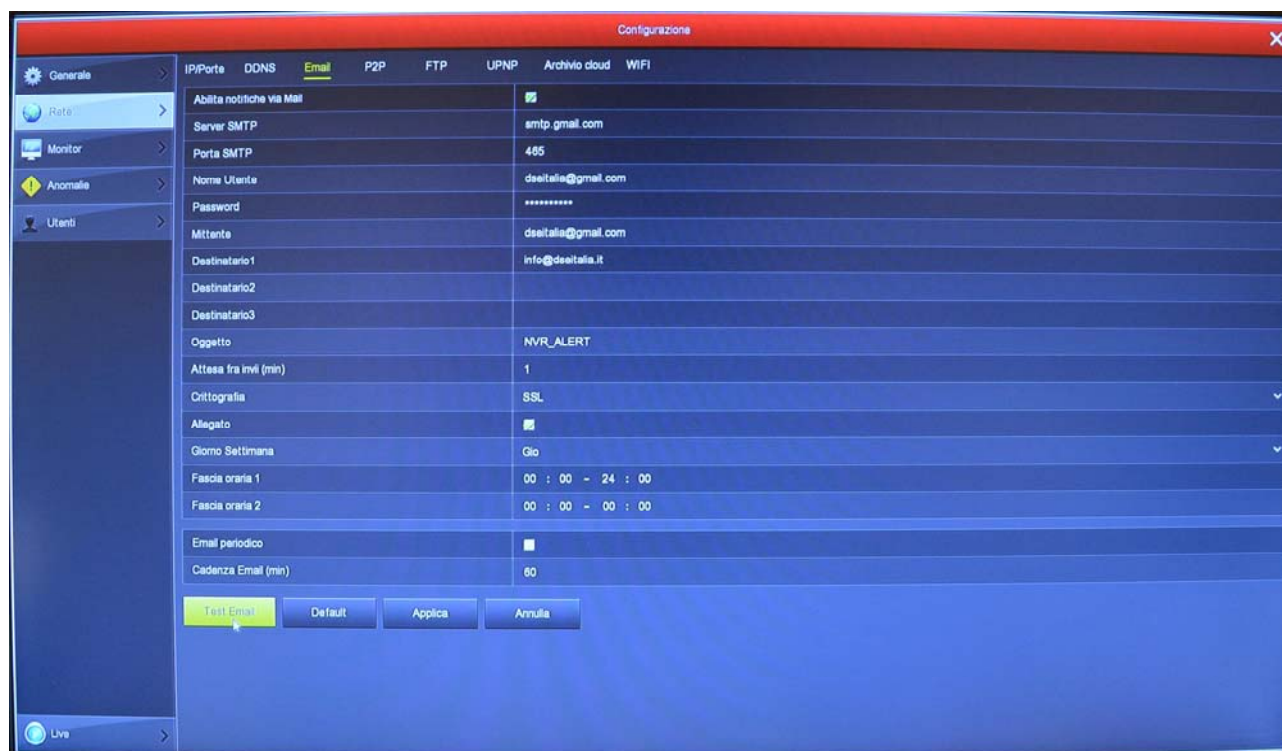 Configurazione
X
Generale
Rete
Monitor
Anomalie
Utenti
Live
IP/Porte DDNS Email P2P FTP UPNP Archivio cloud WIFI
Abilita notifiche via Mail
Server SMTP smtp.gmail.com
Porta SMTP 465
Nome Utente dseitalia@gmail.com
Password **********
Mittente dseitalia@gmail.com
Destinatario1 info@dseitalia.it
Destinatario2
Destinatario3
Oggetto NVR_ALERT
Attesa fra invii (min) 1
Crittografia SSL
Allegato
Giorno Settimana Gio
Fascia oraria 1 00 : 00 - 24 : 00
Fascia oraria 2 00 : 00 - 00 : 00
Email periodico
Cadenza Email (min) 60
Test Email Default Applica Annulla